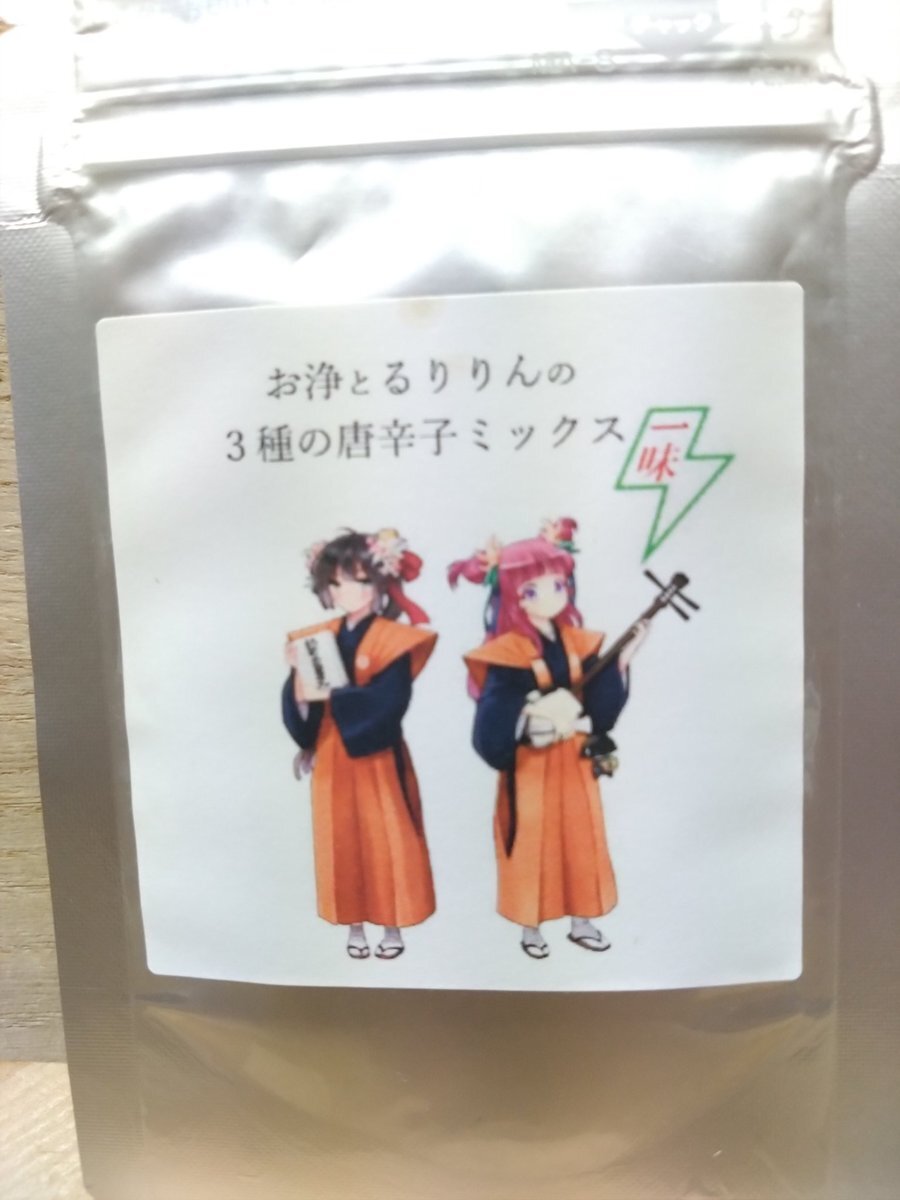 お浄とるりりんの
3種の唐辛子ミックス
一味